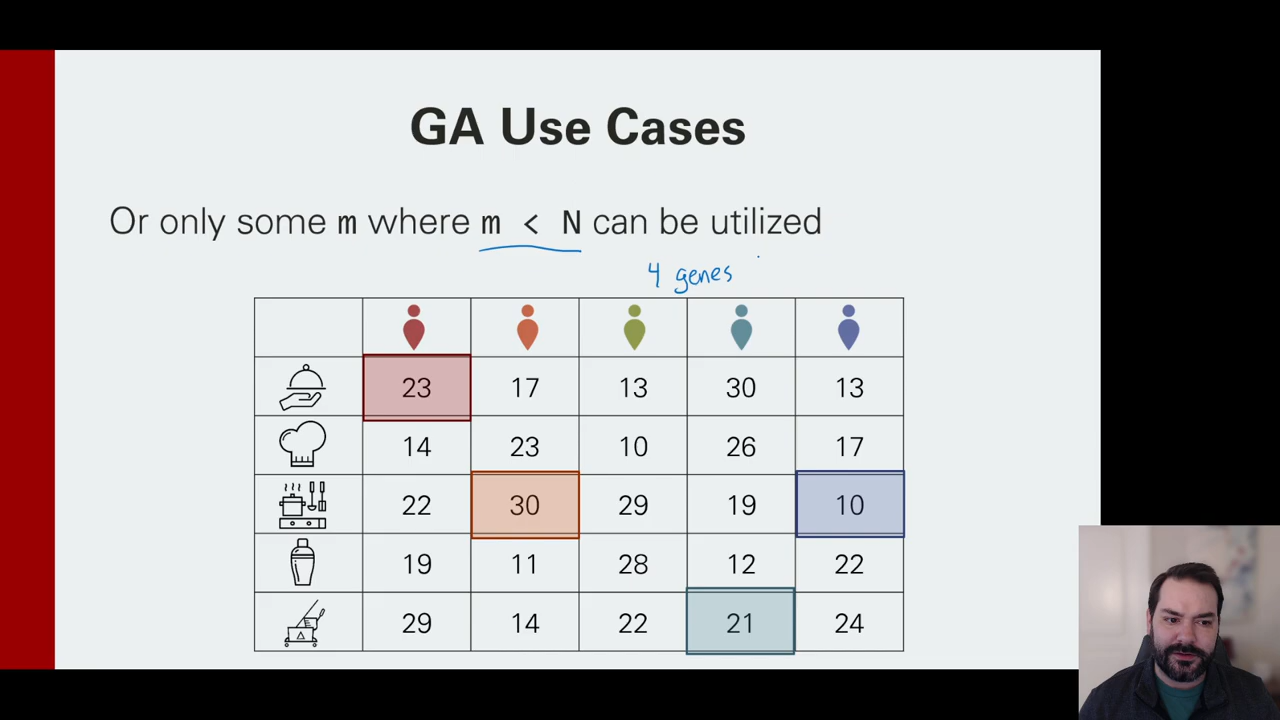 GA Use Cases
Or only some m where m < N can be utilized
4 genes
23 17 13 30 13
14 23 10 26 17
22 30 29 19 10
19 11 28 12 22
29 14 22 21 24